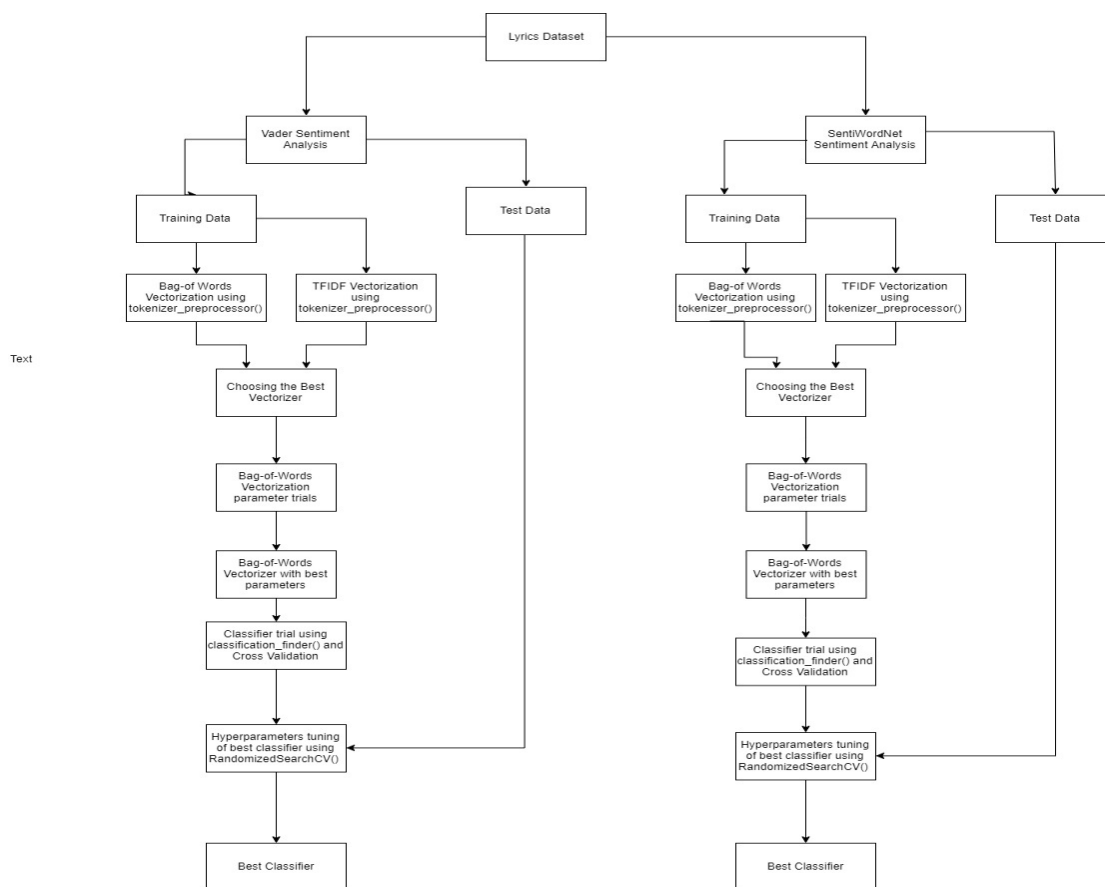 Lyrics Dataset
Vader Sentiment
Analysis
SentiWordNet
Sentiment Analysis
Training Data
Test Data
Training Data
Test Data
Bag-of Words
Vectorization using
tokenizer_preprocessor()
TFIDF Vectorization
using
tokenizer_preprocessor()
Bag-of Words
Vectorization using
tokenizer_preprocessor()
TFIDF Vectorization
using
tokenizer_preprocessor()
Text
Choosing the Best
Vectorizer
Choosing the Best
Vectorizer
Bag-of-Words
Vectorization
parameter trials
Bag-of-Words
Vectorization
parameter trials
Bag-of-Words
Vectorizer with best
parameters
Bag-of-Words
Vectorizer with best
parameters
Classifier trial using
classification_finder() and
Cross Validation
Classifier trial using
classification_finder() and
Cross Validation
Hyperparameters tuning
of best classifier using
RandomizedSearchCV()
Hyperparameters tuning
of best classifier using
RandomizedSearchCV()
Best Classifier
Best Classifier